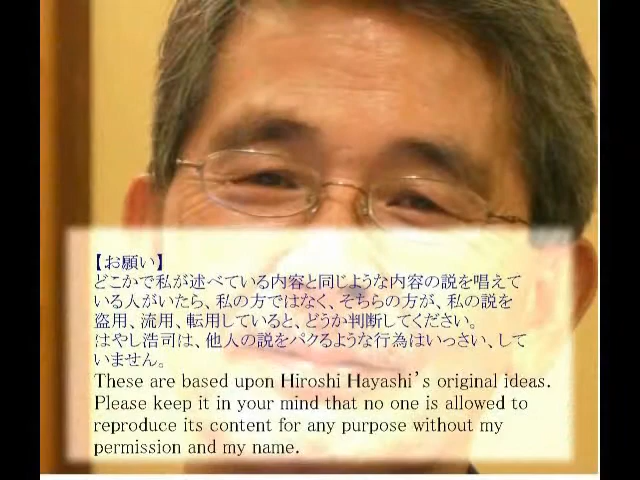 【お願い】
どこかで私が述べている内容と同じような内容の説を唱えて
いる人がいたら、私の方ではなく、そちらの方が、私の説を
盗用、流用、転用していると、どうか判断してください。
はやし浩司は、他人の説をパクるような行為はいっさい、して
いません。
These are based upon Hiroshi Hayashi's original ideas.
Please keep it in your mind that no one is allowed to
reproduce its content for any purpose without my
permission and my name.